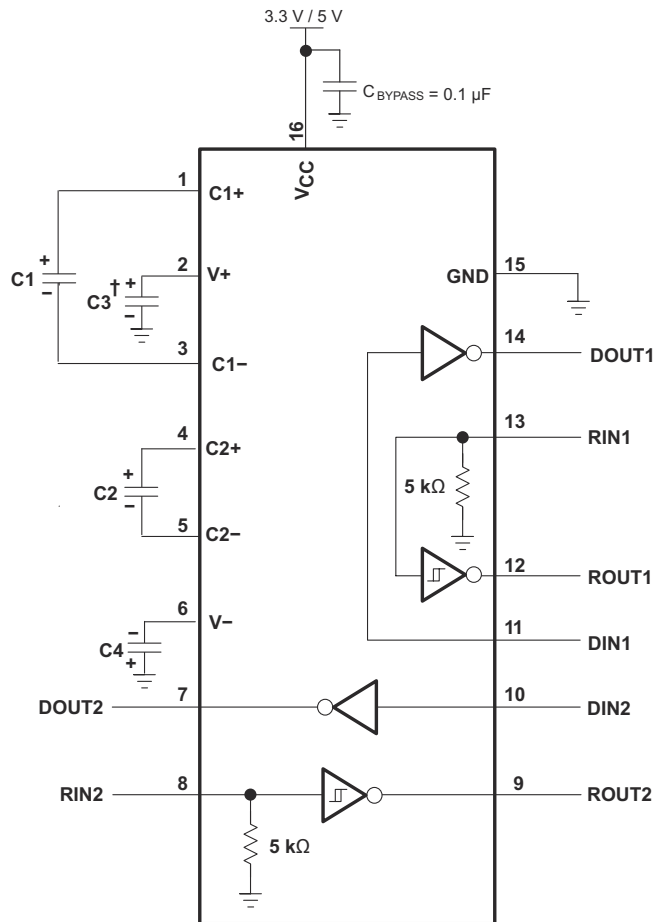 3.3 V / 5 V
CBYPASS = 0.1 µF
16
VCC
1
C1+
+
C1
−
2
V+
C3
†
+
−
3
C1−
15
GND
14
DOUT1
13
RIN1
5 kΩ
4
C2+
+
C2
−
5
C2−
12
ROUT1
6
V−
−
C4
+
11
DIN1
DOUT2
7
10
DIN2
RIN2
8
9
ROUT2
5 kΩ